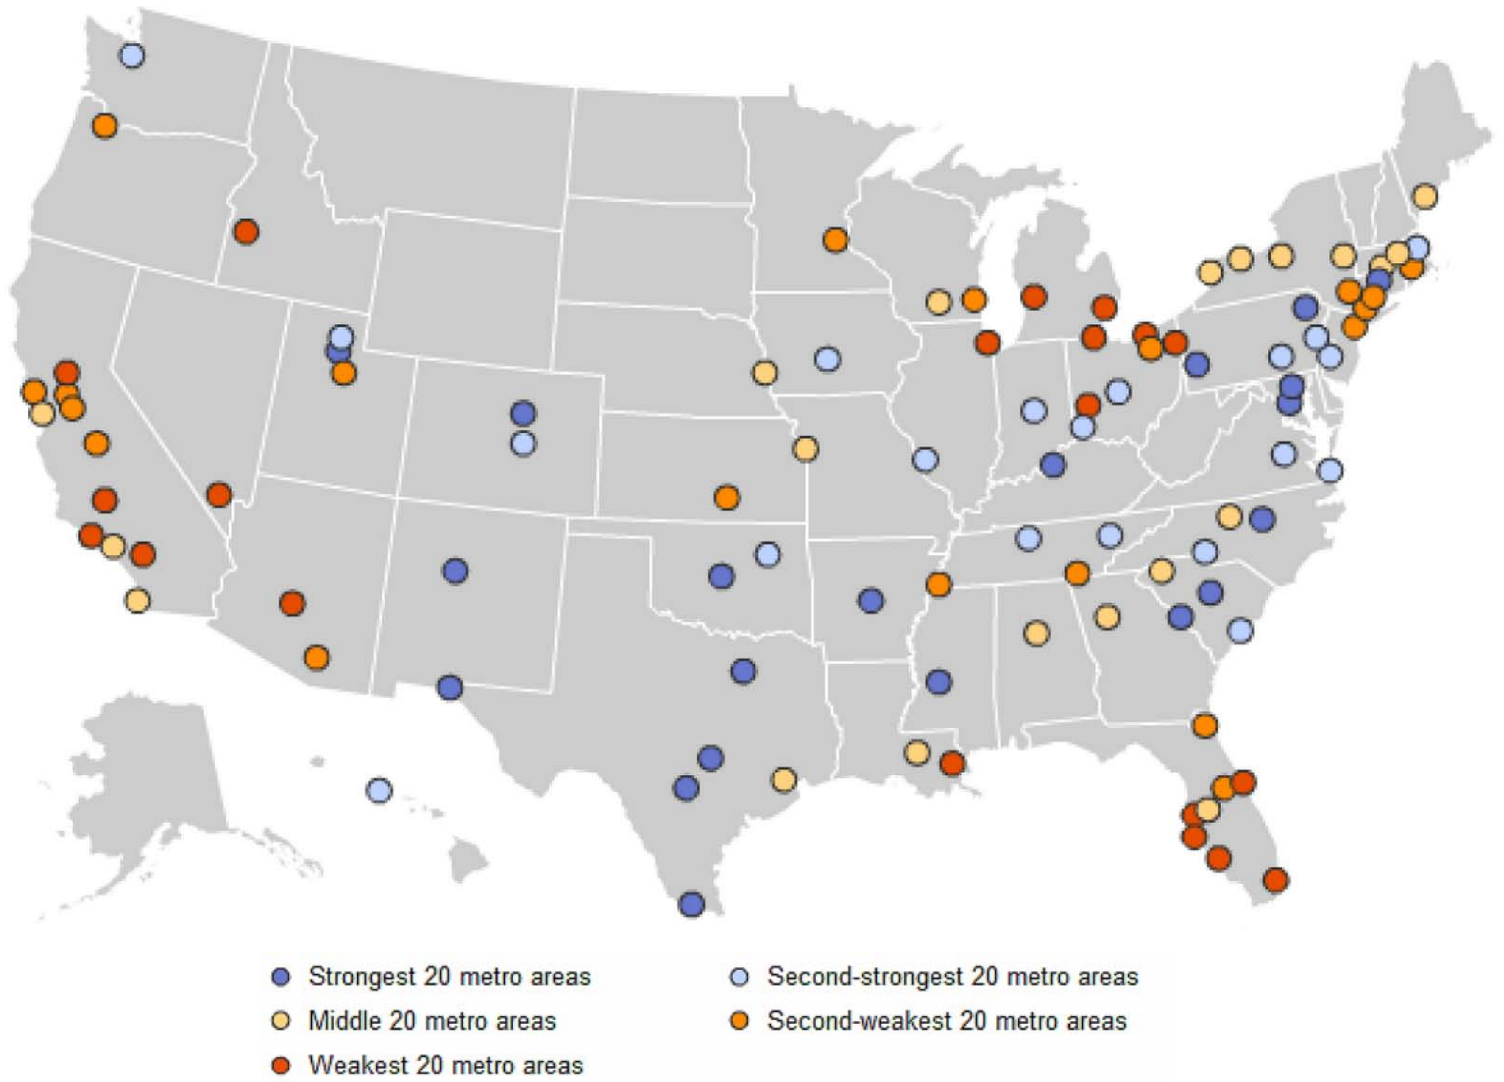 Strongest 20 metro areas
Second-strongest 20 metro areas
Middle 20 metro areas
Second-weakest 20 metro areas
Weakest 20 metro areas